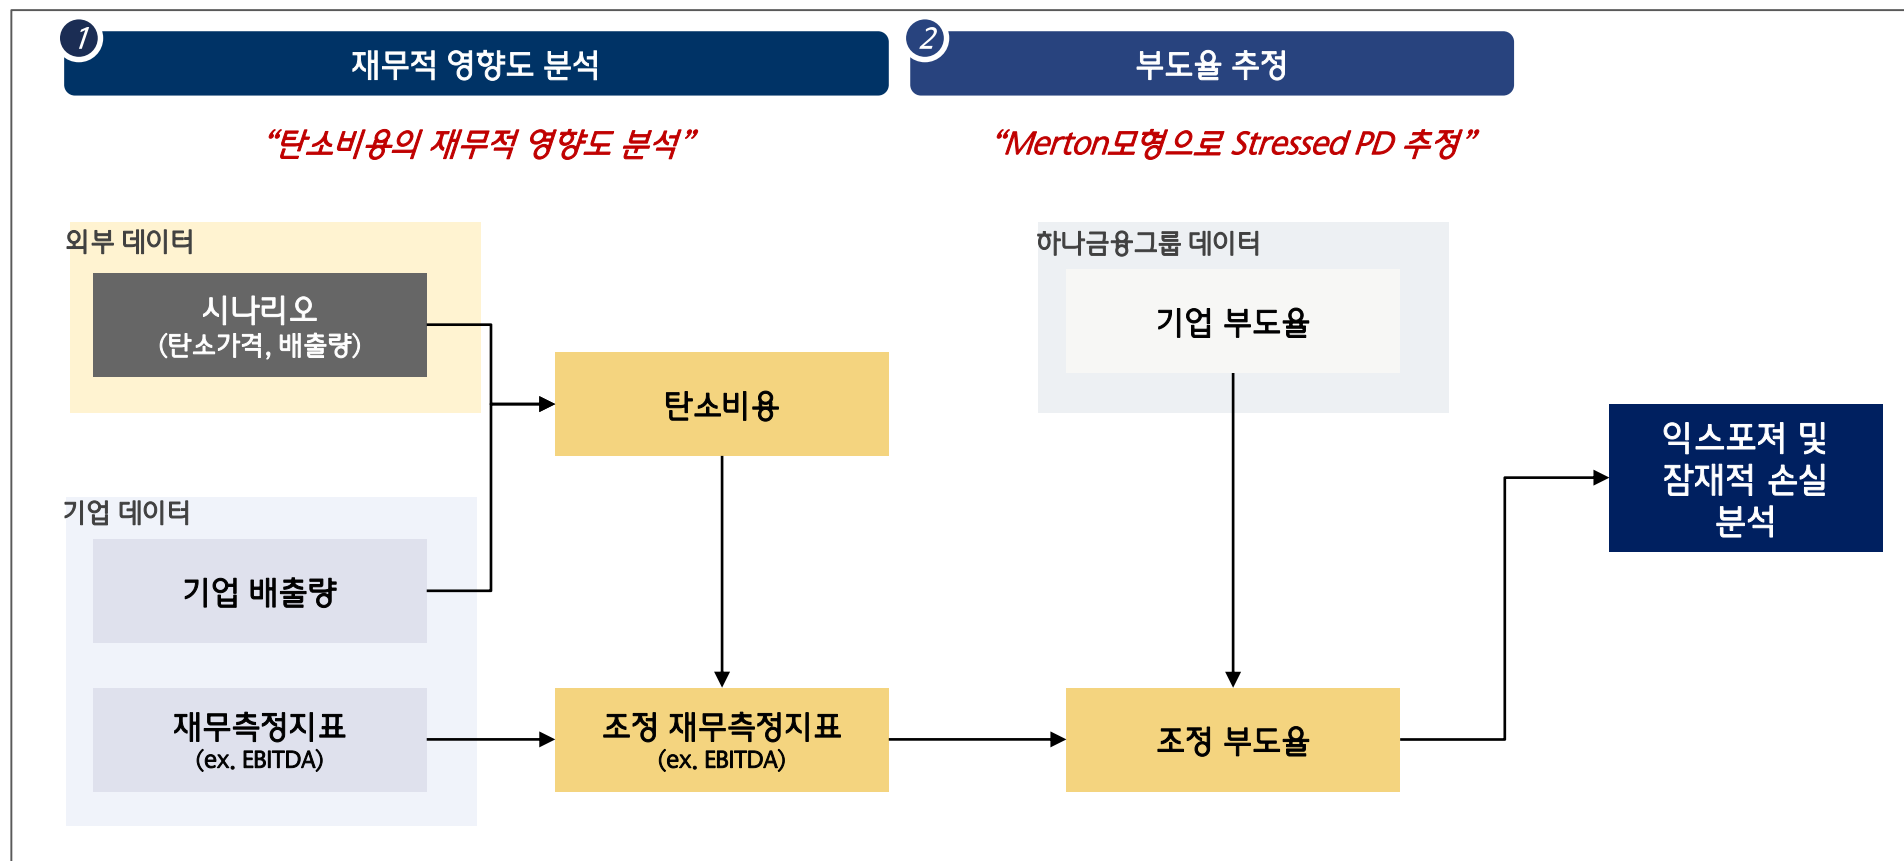 1
재무적 영향도 분석
2
부도율 추정
“탄소비용의 재무적 영향도 분석”
“Merton모형으로 Stressed PD 추정”
외부 데이터
시나리오
(탄소가격, 배출량)
탄소비용
기업 데이터
기업 배출량
재무측정지표
(ex. EBITDA)
조정 재무측정지표
(ex. EBITDA)
하나금융그룹 데이터
기업 부도율
조정 부도율
익스포져 및
잠재적 손실
분석